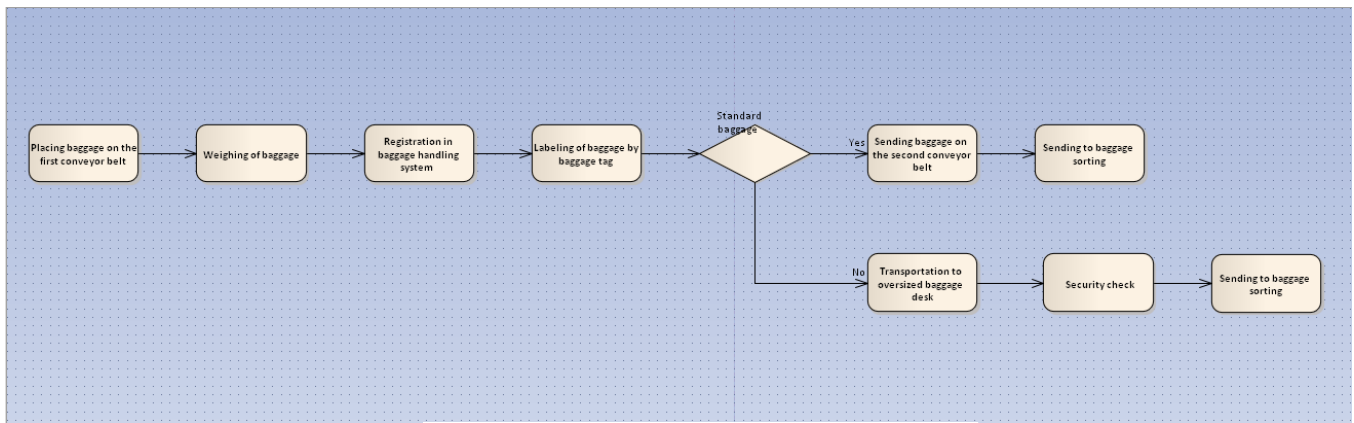 Placing baggage on the
first conveyor belt
Weighing of baggage
Registration in
baggage handling
system
Labeling of baggage by
baggage tag
Standard
baggage
Yes
Sending baggage on
the second conveyor
belt
Sending to baggage
sorting
No
Transportation to
oversized baggage
desk
Security check
Sending to baggage
sorting